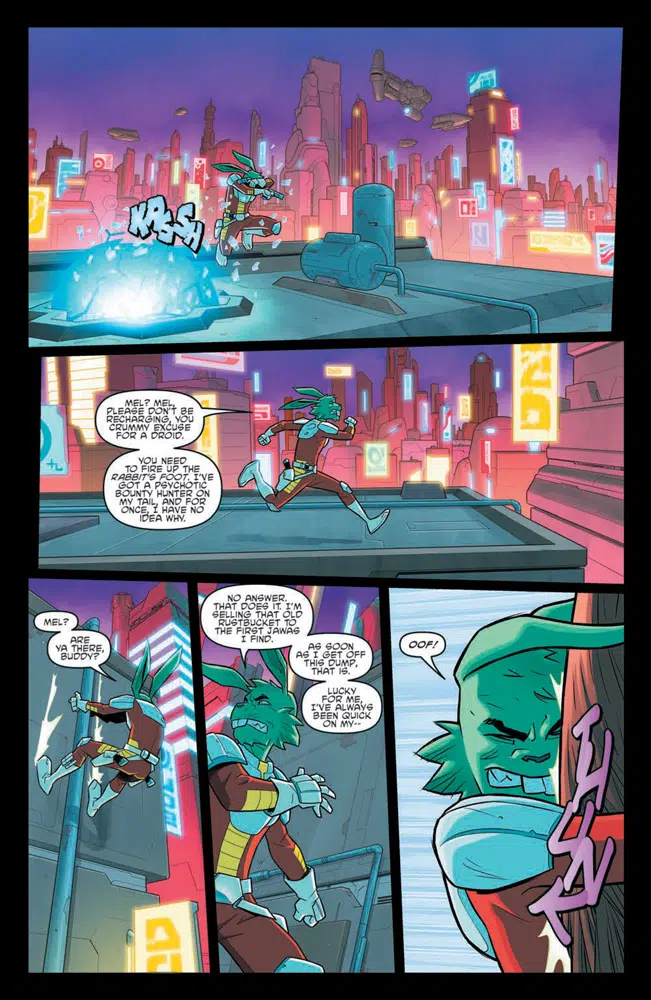 KASSH
MEL? MEL,
PLEASE DON'T BE
RECHARGING, YOU
CRUMMY EXCUSE
FOR A DROID.
YOU NEED
TO FIRE UP THE
RABBIT'S FOOT. I'VE
GOT A PSYCHOTIC
BOUNTY HUNTER ON
MY TAIL, AND FOR
ONCE, I HAVE NO
IDEA WHY.
MEL?
ARE
YA THERE,
BUDDY?
NO ANSWER.
THAT DOES IT. I'M
SELLING THAT OLD
RUSTBUCKET TO
THE FIRST JAWAS
I FIND.
AS SOON
AS I GET OFF
THIS DUMP,
THAT IS.
LUCKY
FOR ME,
I'VE ALWAYS
BEEN QUICK
ON MY--
OOF!
THUNK